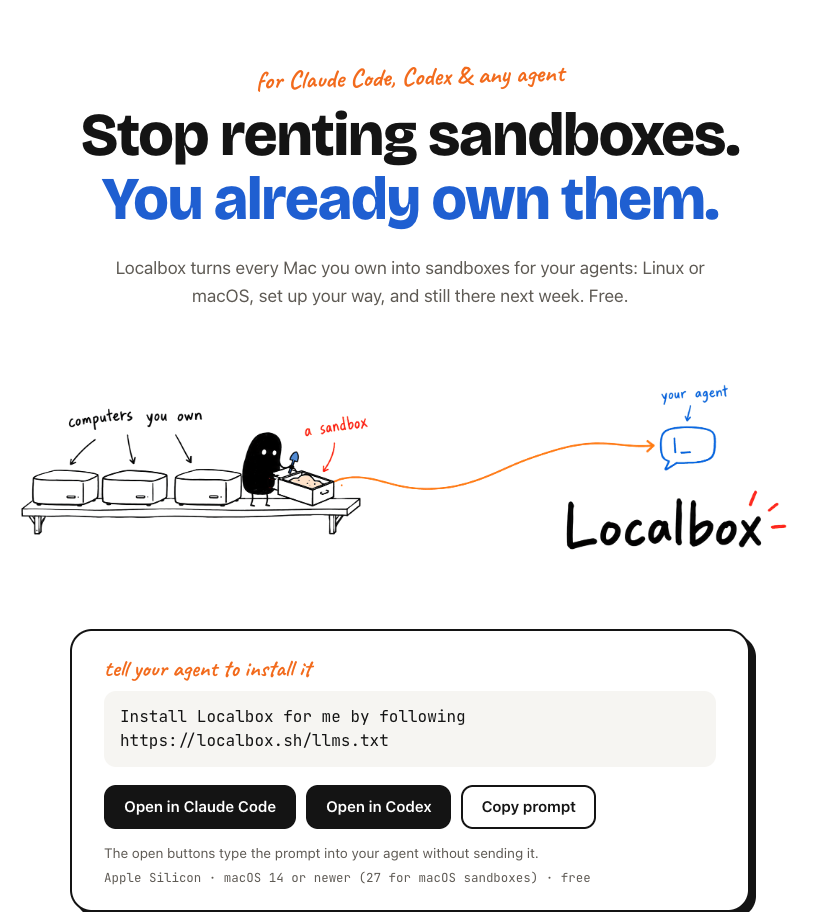 for Claude Code, Codex & any agent
Stop renting sandboxes.
You already own them.
Localbox turns every Mac you own into sandboxes for your agents: Linux or
macOS, set up your way, and still there next week. Free.
your agent
computers you own
a sandbox
Localbox
tell your agent to install it
Install Localbox for me by following
https://localbox.sh/llms.txt
Open in Claude Code
Open in Codex
Copy prompt
The open buttons type the prompt into your agent without sending it.
Apple Silicon · macOS 14 or newer (27 for macOS sandboxes) · free